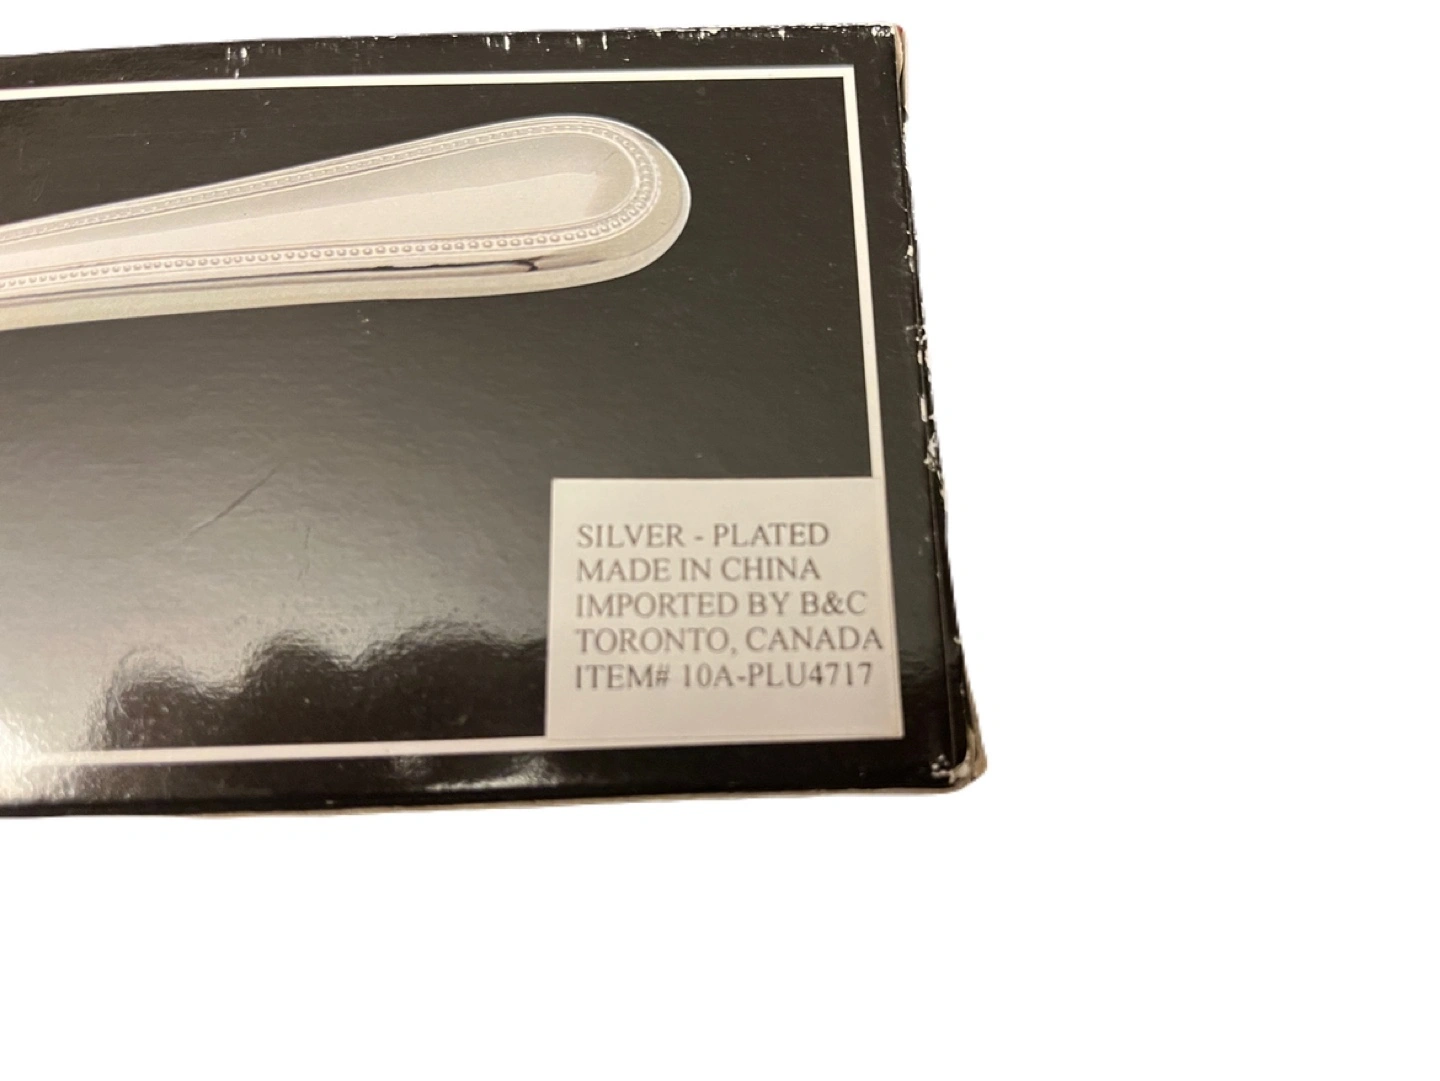 SILVER - PLATED
MADE IN CHINA
IMPORTED BY B&C
TORONTO, CANADA
ITEM# 10A-PLU4717